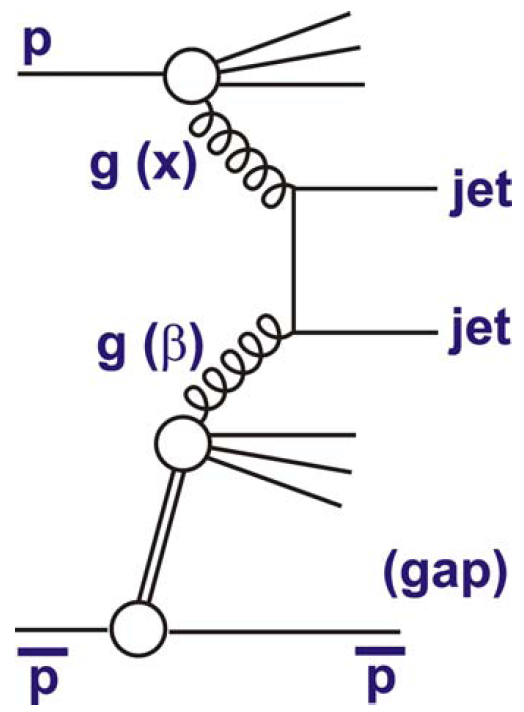 p
g (x)
jet
g (β)
jet
(gap)
p̅
p̅